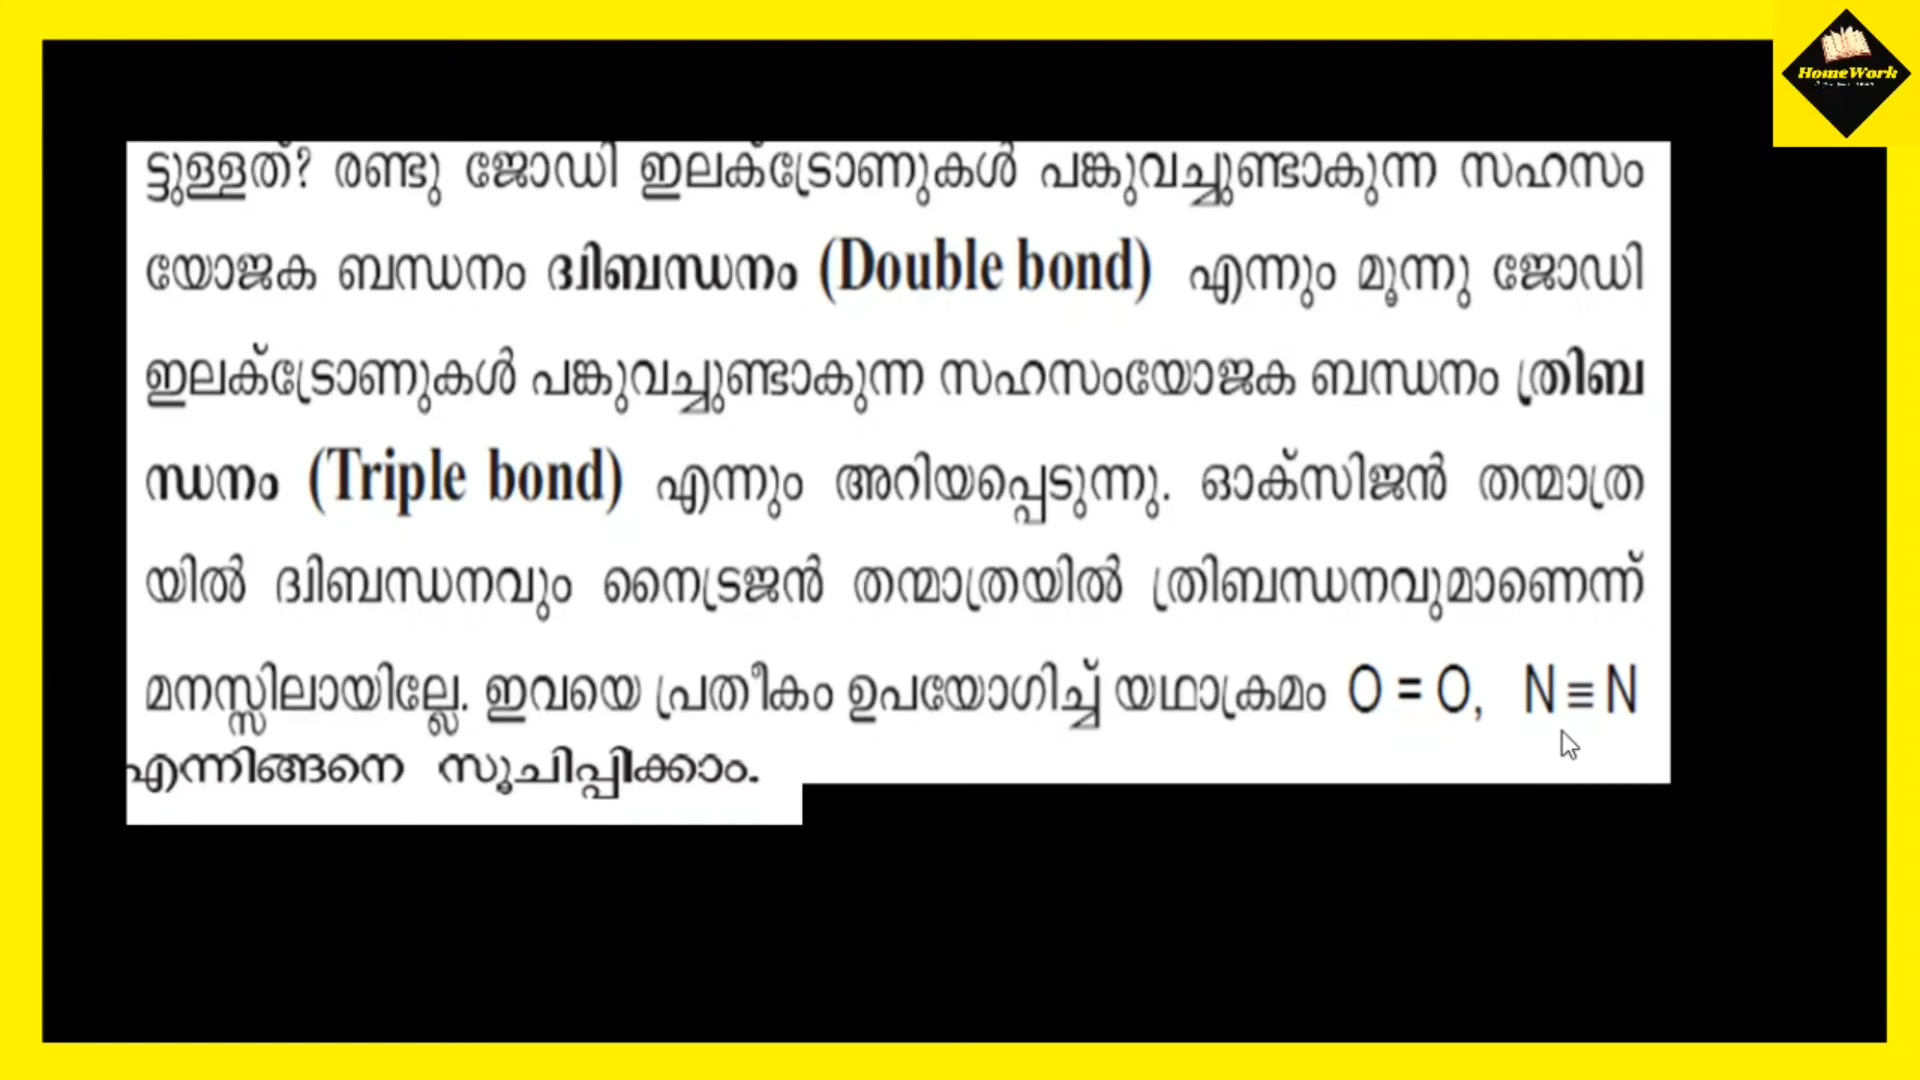 HomeWork
ട്ടുള്ളത്? രണ്ടു ജോഡി ഇലക്ട്രോണുകൾ പങ്കുവച്ചുണ്ടാകുന്ന സഹസം
യോജക ബന്ധനം ദ്വിബന്ധനം (Double bond) എന്നും മൂന്നു ജോഡി
ഇലക്ട്രോണുകൾ പങ്കുവച്ചുണ്ടാകുന്ന സഹസംയോജക ബന്ധനം ത്രിബ
ന്ധനം (Triple bond) എന്നും അറിയപ്പെടുന്നു. ഓക്സിജൻ തന്മാത്ര
യിൽ ദ്വിബന്ധനവും നൈട്രജൻ തന്മാത്രയിൽ ത്രിബന്ധനവുമാണെന്ന്
മനസ്സിലായില്ലേ. ഇവയെ പ്രതീകം ഉപയോഗിച്ച് യഥാക്രമം O = O, N ≡ N
എന്നിങ്ങനെ സൂചിപ്പിക്കാം.